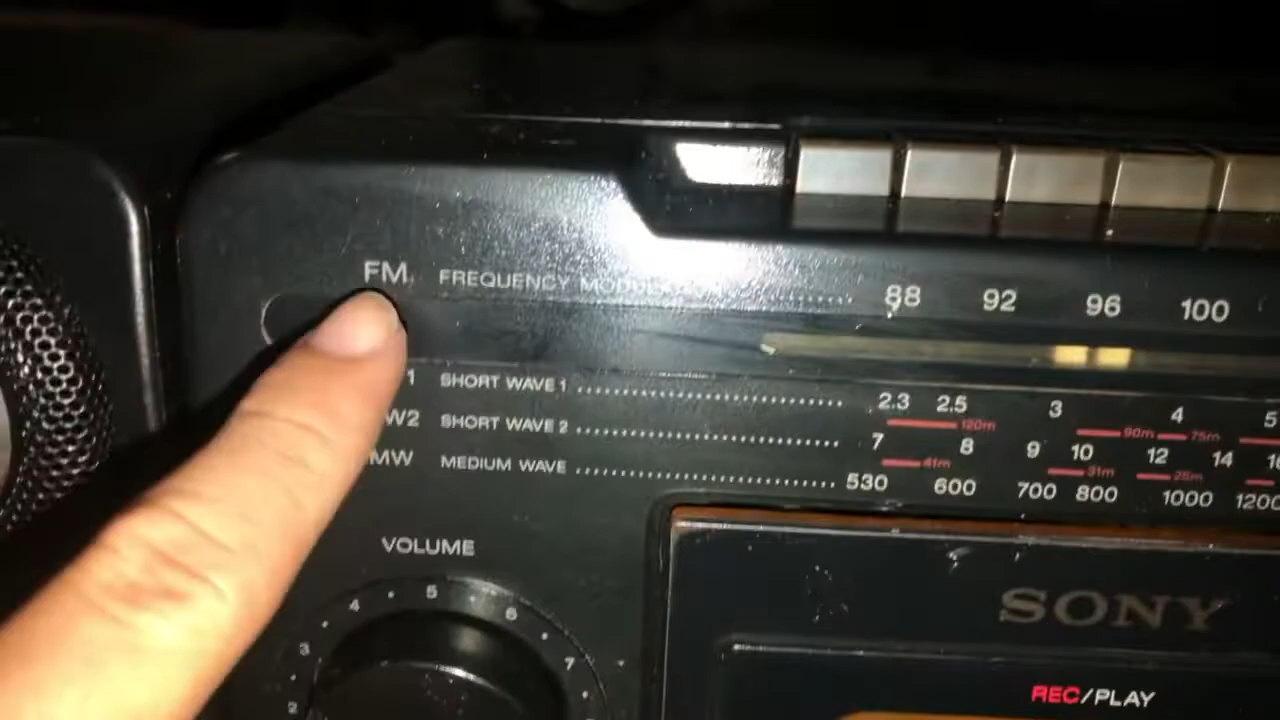 FM FREQUENCY 88 92 96 100
1 SHORT WAVE 1 2.3 2.5 3 4 5
120m 90m 75m
W2 SHORT WAVE 2 7 8 9 10 12 14
41m 31m 25m
MW MEDIUM WAVE 530 600 700 800 1000 1200
VOLUME
2 3 4 5 6 7
SONY
REC/PLAY